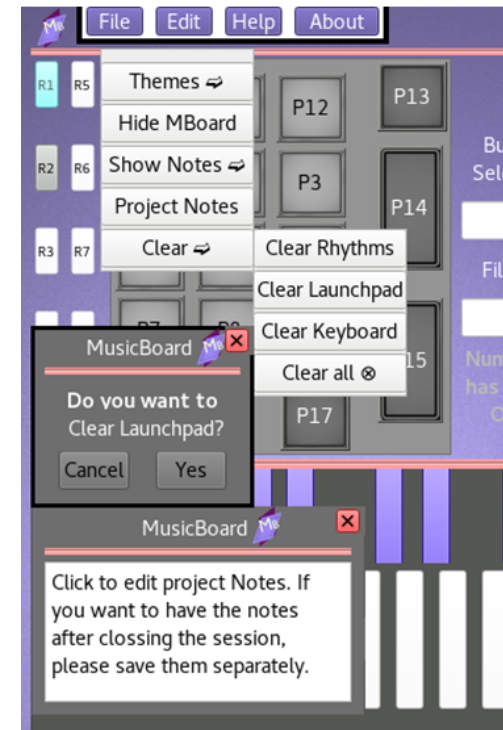 MB File Edit Help About
R1 R5 Themes ➫ P12 P13
Hide MBoard
R2 R6 Show Notes ➫ P3
Project Notes P14
R3 R7 Clear ➫ Clear Rhythms
Clear Launchpad
Clear Keyboard
Clear all ⊗
P17
MusicBoard MB
Do you want to
Clear Launchpad?
Cancel Yes
MusicBoard MB
Click to edit project Notes. If
you want to have the notes
after clossing the session,
please save them separately.